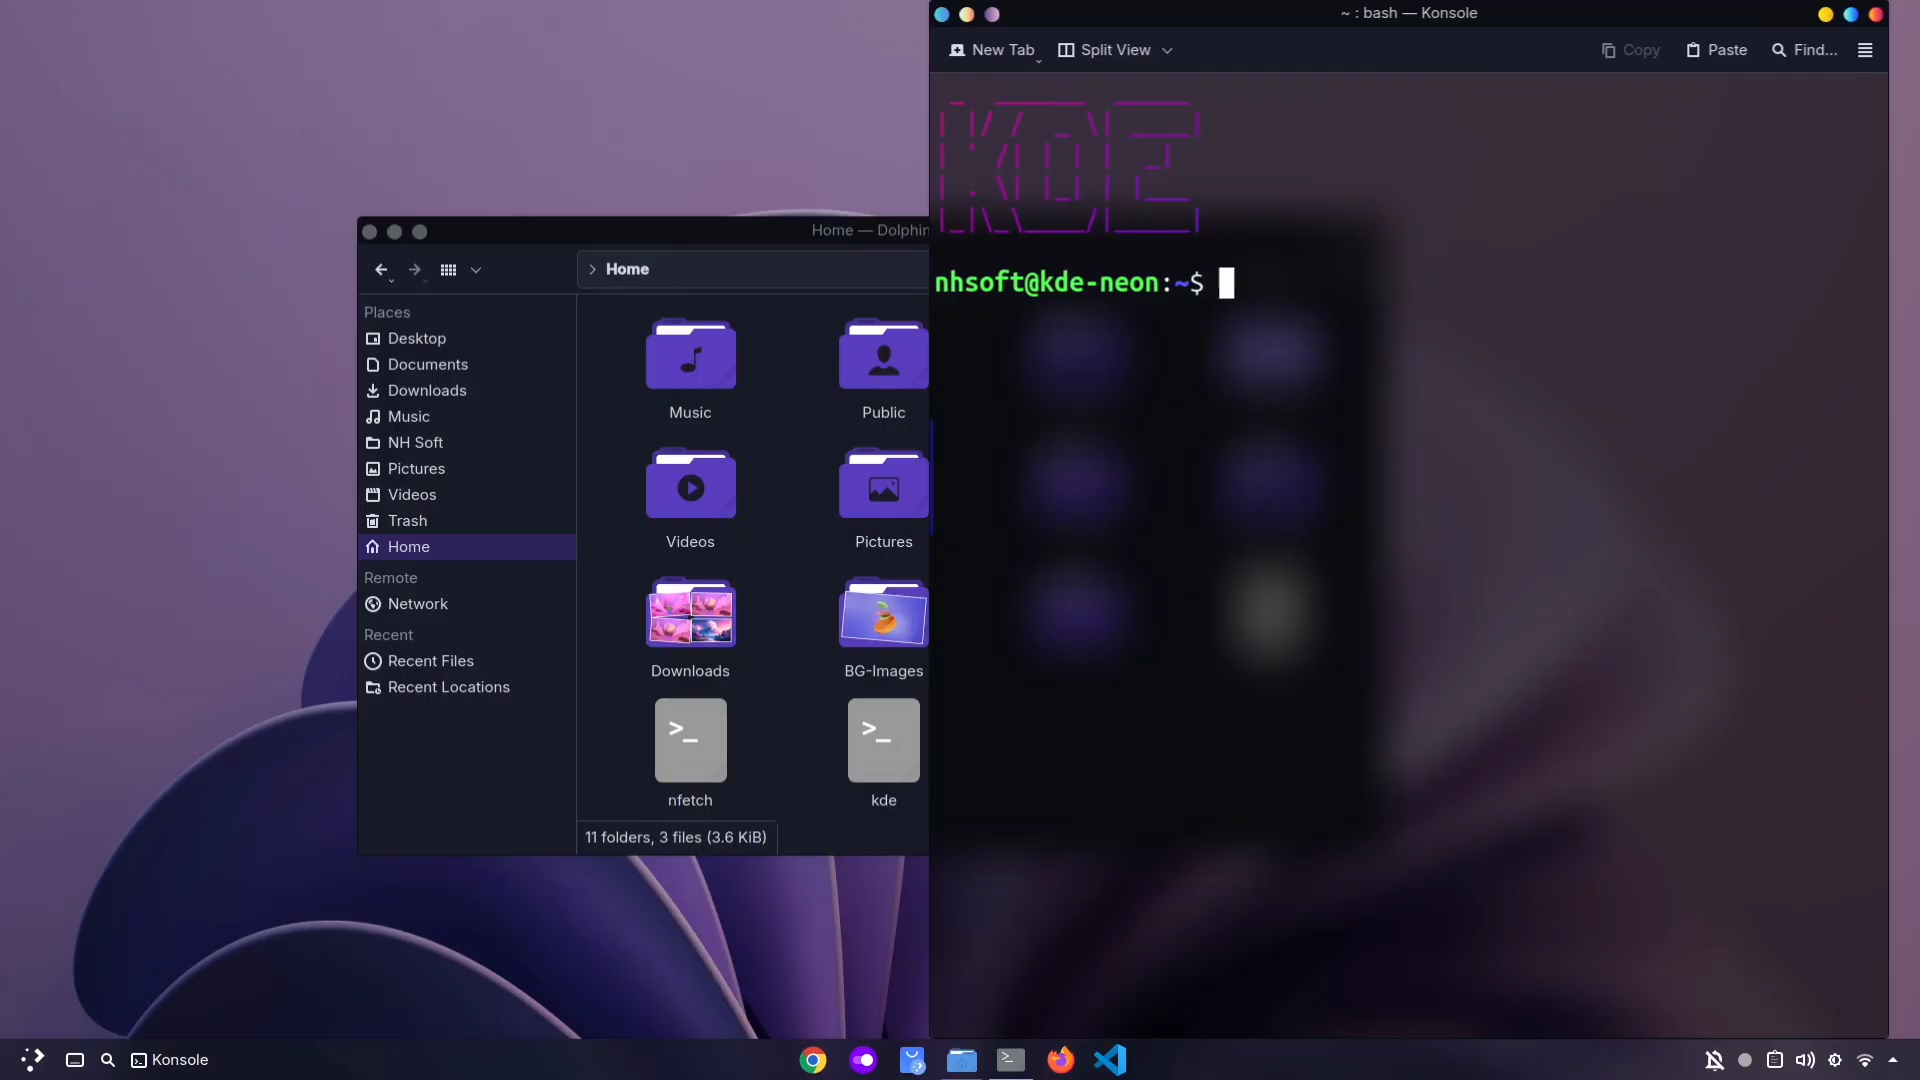 ~ : bash — Konsole
New Tab
Split View
Copy
Paste
Find...
KDE
nhsoft@kde-neon:~$
Home — Dolphin
Home
Places
Desktop
Documents
Downloads
Music
NH Soft
Pictures
Videos
Trash
Home
Remote
Network
Recent
Recent Files
Recent Locations
Music
Public
Videos
Pictures
Downloads
BG-Images
>_
>_
nfetch
kde
11 folders, 3 files (3.6 KiB)
Konsole